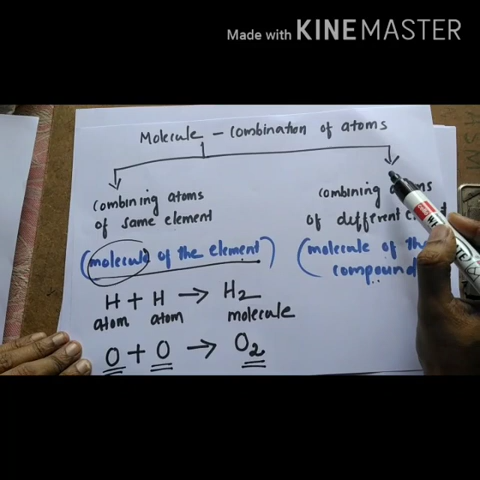 Made with KINEMASTER
Molecule - combination of atoms
combining atoms
of same element
(molecule of the element)
H + H → H2
atom atom molecule
O + O → O2
combining atoms
of different
(molecule of the
compound